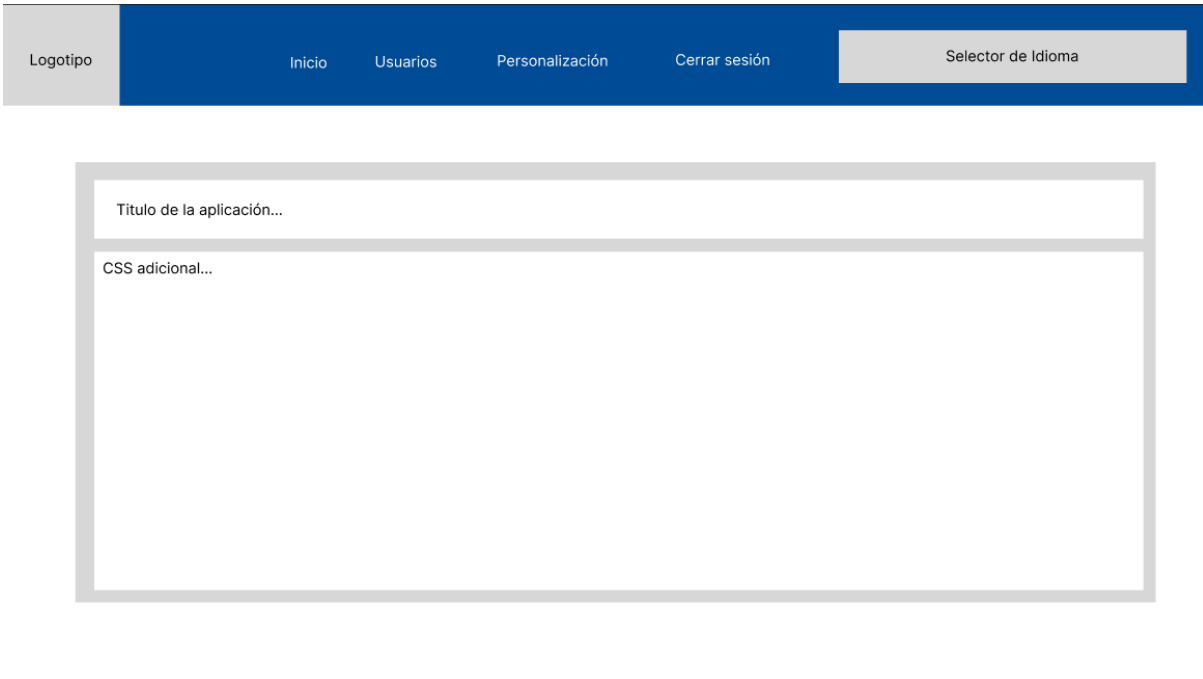 Logotipo
Inicio
Usuarios
Personalización
Cerrar sesión
Selector de Idioma
Titulo de la aplicación...
CSS adicional...